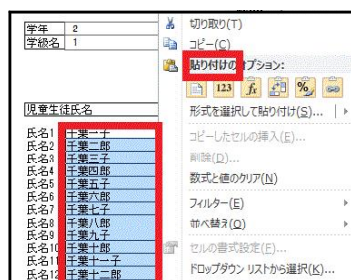 学年 2
学級名 1
児童生徒氏名
氏名1 千葉一子
氏名2 千葉二郎
氏名3 千葉三子
氏名4 千葉四郎
氏名5 千葉五子
氏名6 千葉六郎
氏名7 千葉七子
氏名8 千葉八郎
氏名9 千葉九子
氏名10 千葉十郎
氏名11 千葉十一子
氏名12 千葉十二郎
切り取り(T)
コピー(C)
貼り付けのオプション:
123 fx %
形式を選択して貼り付け(S)...
コピーしたセルの挿入(E)...
削除(D)...
数式と値のクリア(N)
フィルター(E)
並べ替え(O)
セルの書式設定(F)...
ドロップダウン リストから選択(K)...